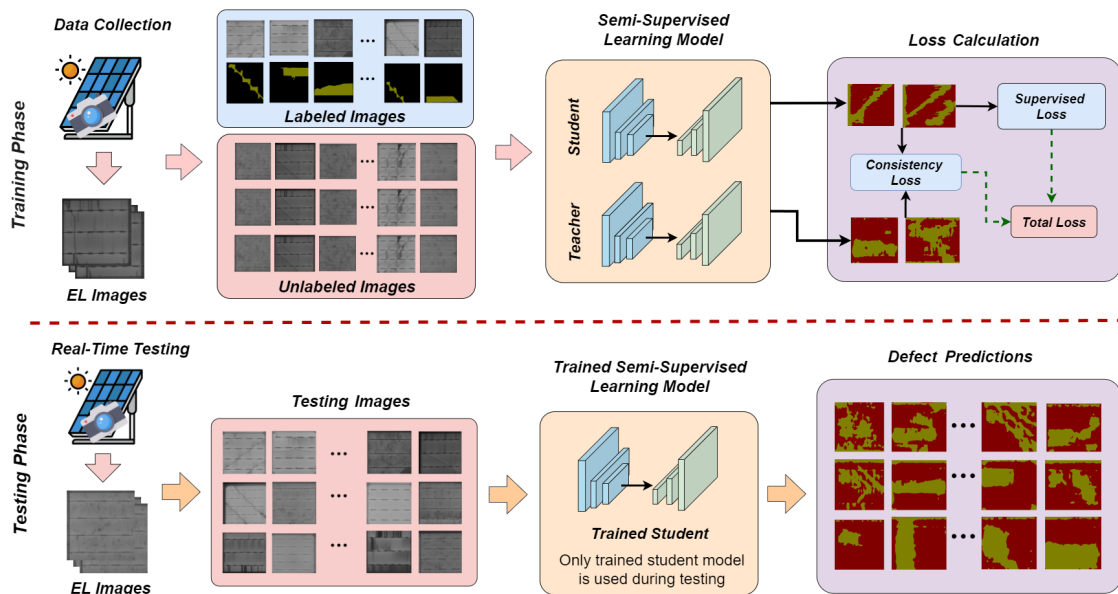 Training Phase
Data Collection
EL Images
Labeled Images
Unlabeled Images
Semi-Supervised
Learning Model
Student
Teacher
Loss Calculation
Supervised
Loss
Consistency
Loss
Total Loss
Testing Phase
Real-Time Testing
EL Images
Testing Images
Trained Semi-Supervised
Learning Model
Trained Student
Only trained student model
is used during testing
Defect Predictions